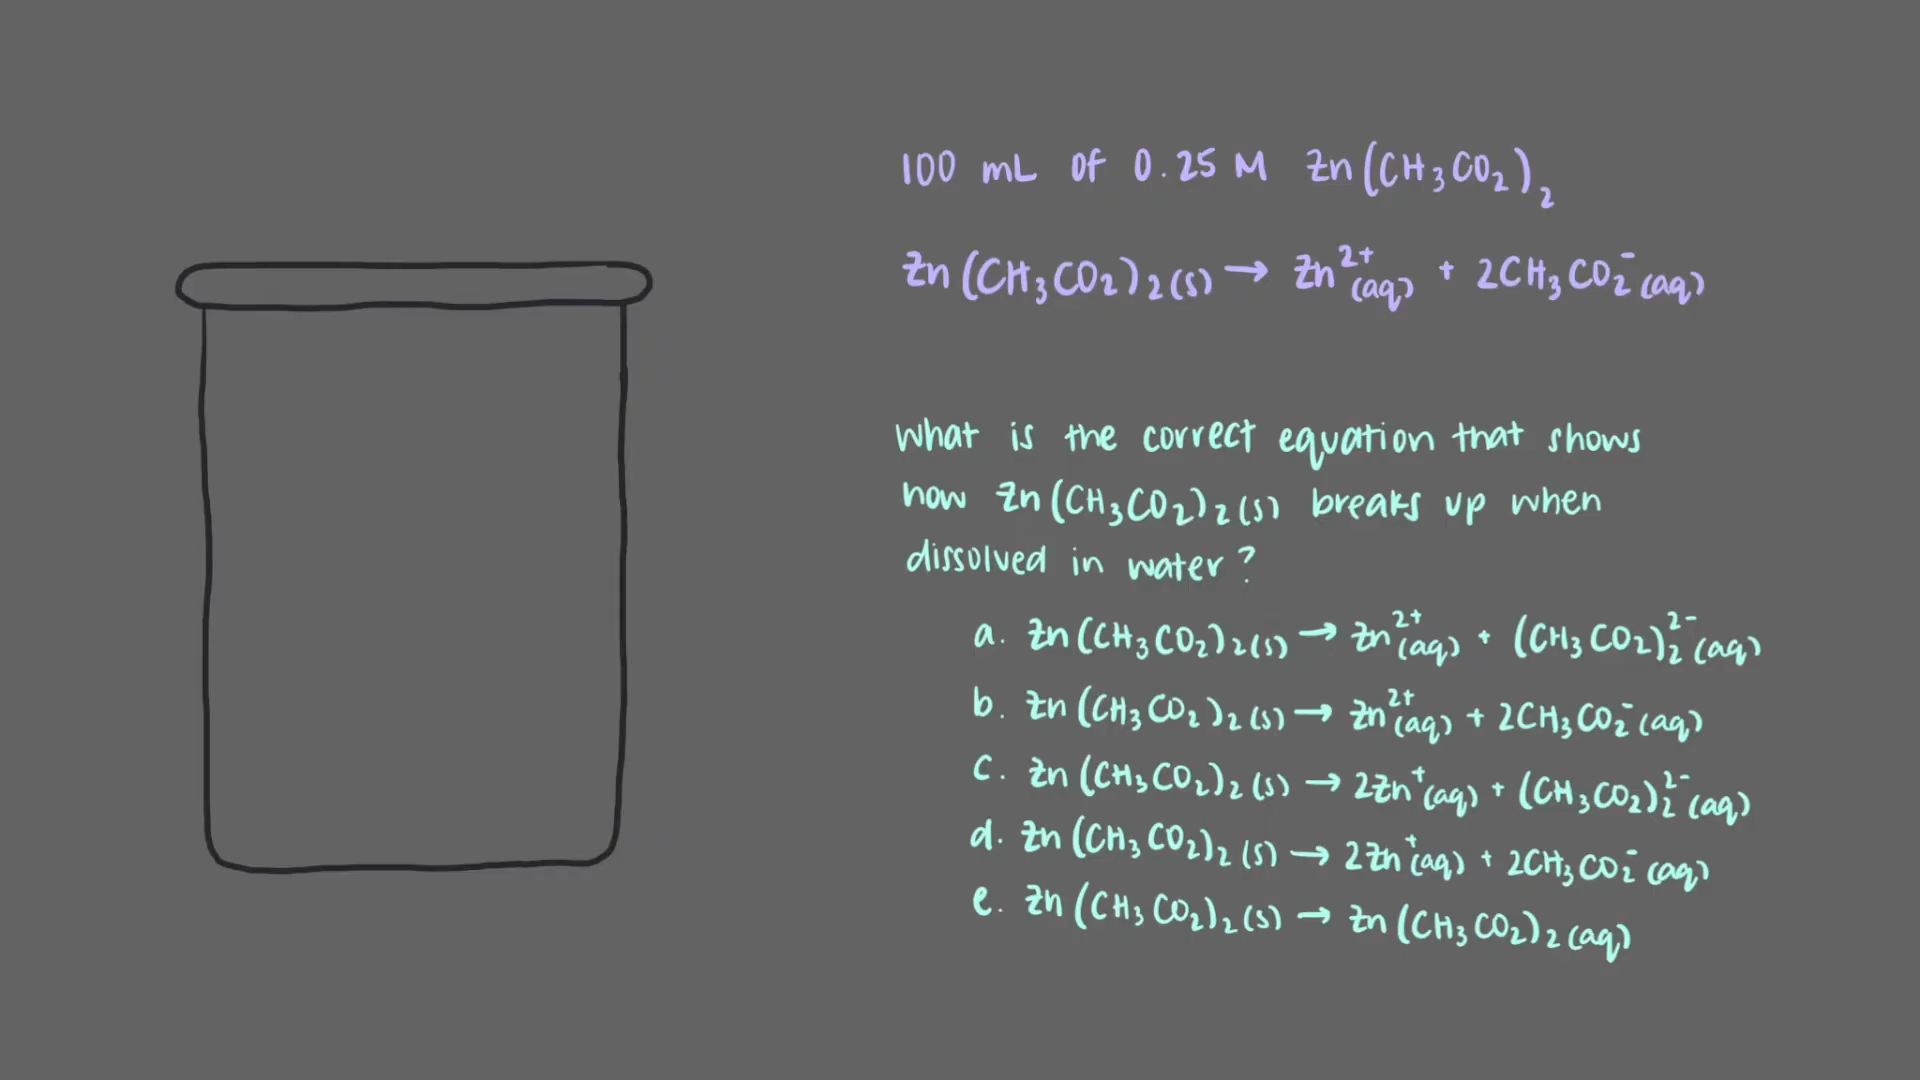 100 mL of 0.25 M Zn(CH₃CO₂)₂
Zn(CH₃CO₂)₂(s) → Zn²⁺(aq) + 2CH₃CO₂⁻(aq)
What is the correct equation that shows
how Zn(CH₃CO₂)₂(s) breaks up when
dissolved in water?
a. Zn(CH₃CO₂)₂(s) → Zn²⁺(aq) + (CH₃CO₂)₂²⁻(aq)
b. Zn(CH₃CO₂)₂(s) → Zn²⁺(aq) + 2CH₃CO₂⁻(aq)
c. Zn(CH₃CO₂)₂(s) → 2Zn⁺(aq) + (CH₃CO₂)₂²⁻(aq)
d. Zn(CH₃CO₂)₂(s) → 2Zn⁺(aq) + 2CH₃CO₂⁻(aq)
e. Zn(CH₃CO₂)₂(s) → Zn(CH₃CO₂)₂(aq)